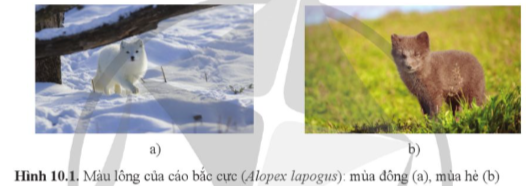 a)
b)
Hình 10.1. Màu lông của cáo bắc cực (Alopex lapogus): mùa đông (a), mùa hè (b)